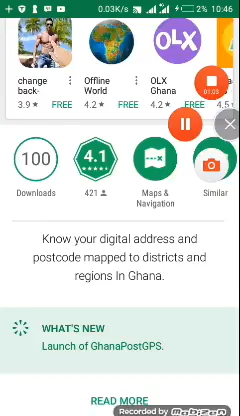 0.03K/s 2% 10:46
change back-
Offline World
OLX Ghana
3.9★ FREE 4.2★ FREE 4.2★ 4.5
OLX
01:03
100
4.1
Downloads 421 Maps & Navigation Similar
Know your digital address and
postcode mapped to districts and
regions In Ghana.
WHAT'S NEW
Launch of GhanaPostGPS.
READ MORE
Recorded by MOBIZEN